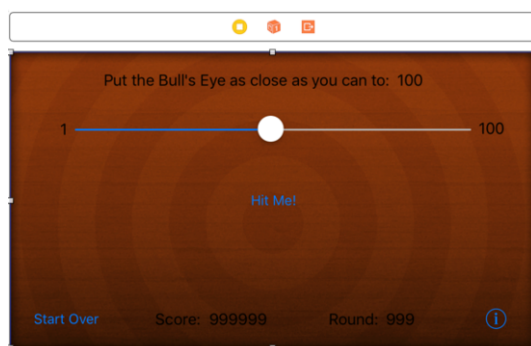 Put the Bull's Eye as close as you can to: 100
1 100
Hit Me!
Start Over Score: 999999 Round: 999